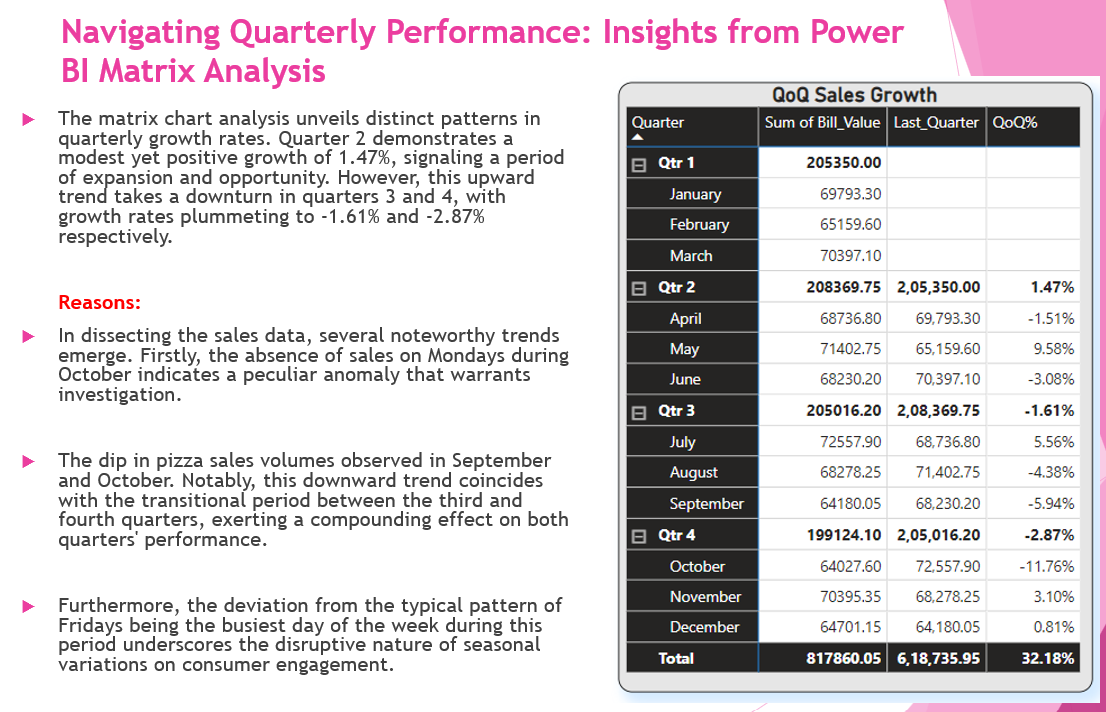 Navigating Quarterly Performance: Insights from Power
BI Matrix Analysis
The matrix chart analysis unveils distinct patterns in
quarterly growth rates. Quarter 2 demonstrates a
modest yet positive growth of 1.47%, signaling a period
of expansion and opportunity. However, this upward
trend takes a downturn in quarters 3 and 4, with
growth rates plummeting to -1.61% and -2.87%
respectively.
Reasons:
In dissecting the sales data, several noteworthy trends
emerge. Firstly, the absence of sales on Mondays during
October indicates a peculiar anomaly that warrants
investigation.
The dip in pizza sales volumes observed in September
and October. Notably, this downward trend coincides
with the transitional period between the third and
fourth quarters, exerting a compounding effect on both
quarters' performance.
Furthermore, the deviation from the typical pattern of
Fridays being the busiest day of the week during this
period underscores the disruptive nature of seasonal
variations on consumer engagement.
QoQ Sales Growth
Quarter Sum of Bill_Value Last_Quarter QoQ%
Qtr 1 205350.00
January 69793.30
February 65159.60
March 70397.10
Qtr 2 208369.75 2,05,350.00 1.47%
April 68736.80 69,793.30 -1.51%
May 71402.75 65,159.60 9.58%
June 68230.20 70,397.10 -3.08%
Qtr 3 205016.20 2,08,369.75 -1.61%
July 72557.90 68,736.80 5.56%
August 68278.25 71,402.75 -4.38%
September 64180.05 68,230.20 -5.94%
Qtr 4 199124.10 2,05,016.20 -2.87%
October 64027.60 72,557.90 -11.76%
November 70395.35 68,278.25 3.10%
December 64701.15 64,180.05 0.81%
Total 817860.05 6,18,735.95 32.18%